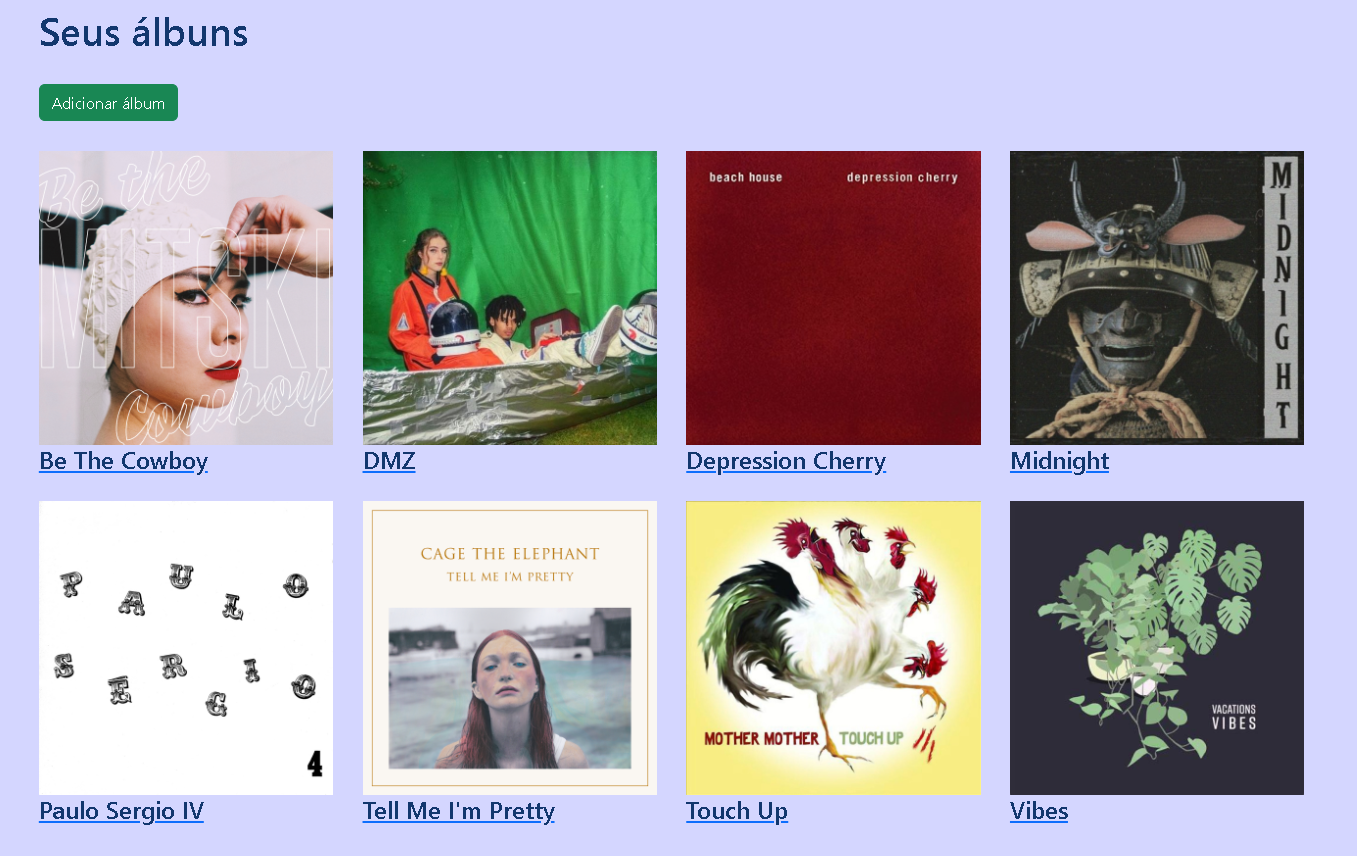 Seus álbuns
Adicionar álbum
Be the
MITSKI
Cowboy
beach house depression cherry
MIDNIGHT
Be The Cowboy
DMZ
Depression Cherry
Midnight
PAULO
SERGIO
4
CAGE THE ELEPHANT
TELL ME I'M PRETTY
MOTHER MOTHER TOUCH UP
VACATIONS
VIBES
Paulo Sergio IV
Tell Me I'm Pretty
Touch Up
Vibes